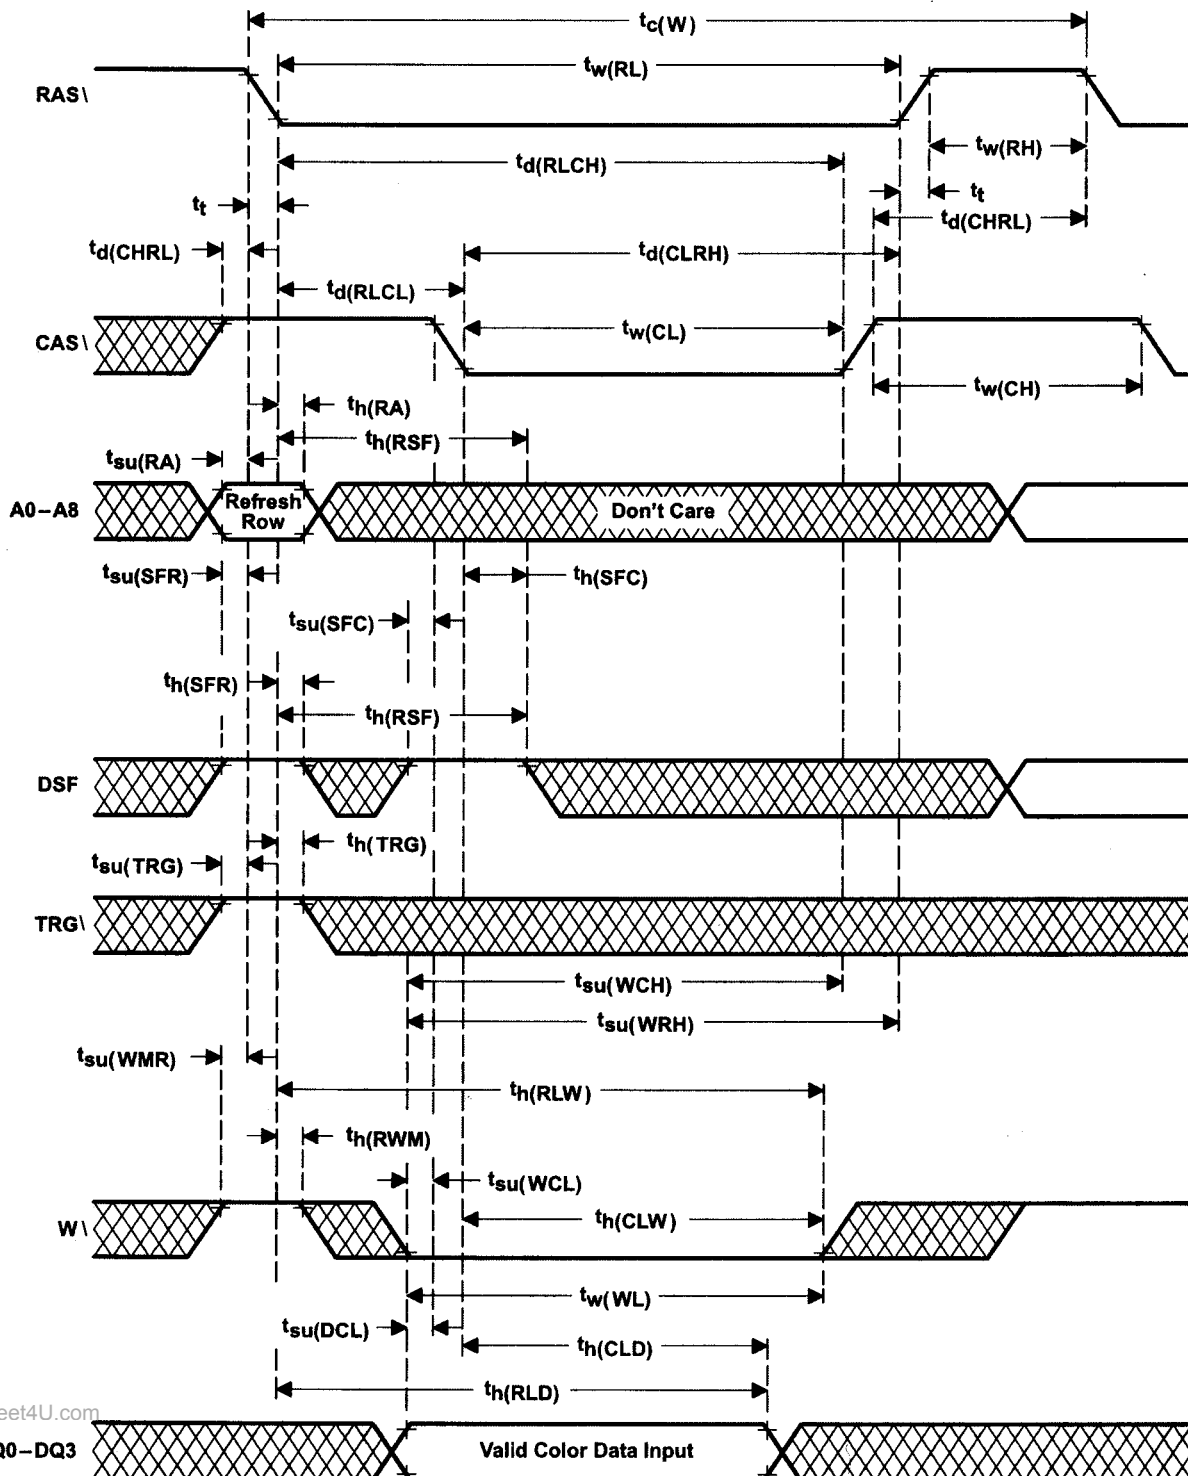 tc(W)
tw(RL)
RAS\
tw(RH)
td(RLCH)
tt
tt
td(CHRL)
td(CHRL)
td(CLRH)
td(RLCL)
tw(CL)
CAS\
tw(CH)
th(RA)
th(RSF)
tsu(RA)
A0–A8
Refresh
Row
Don't Care
tsu(SFR)
th(SFC)
tsu(SFC)
th(SFR)
th(RSF)
DSF
th(TRG)
tsu(TRG)
TRG\
tsu(WCH)
tsu(WRH)
tsu(WMR)
th(RLW)
th(RWM)
tsu(WCL)
th(CLW)
W\
tw(WL)
tsu(DCL)
th(CLD)
th(RLD)
eet4U.com
Q0–DQ3
Valid Color Data Input